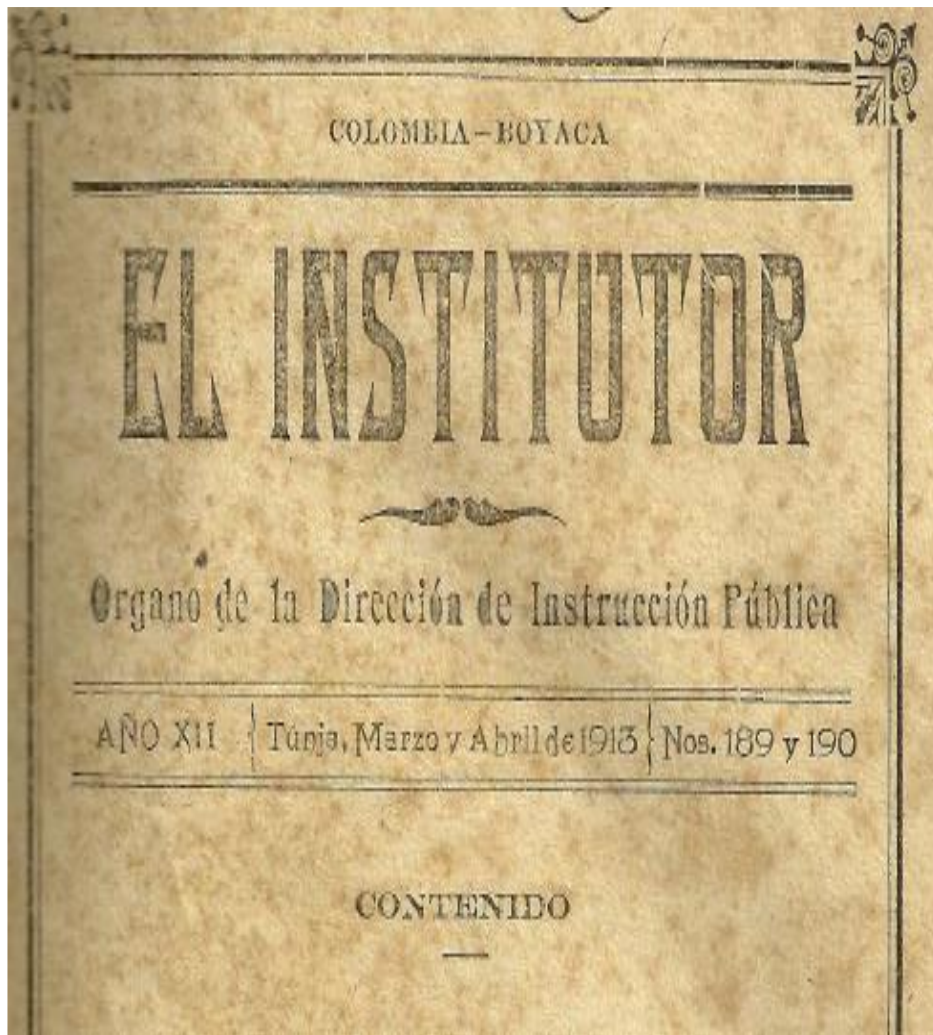 COLOMBIA-BOYACA
EL INSTITUTOR
Organo de la Dirección de Instrucción Pública
AÑO XII { Tunja, Marzo y Abril de 1913 } Nos. 189 y 190
CONTENIDO